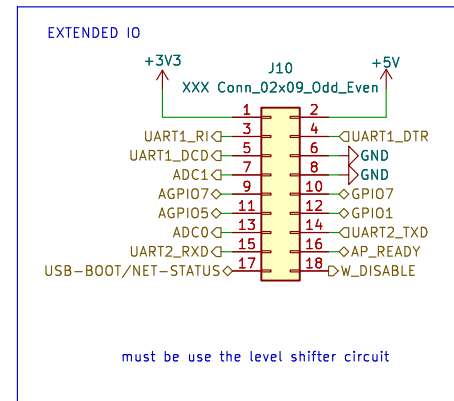 EXTENDED IO
+3V3 J10 +5V
XXX Conn_02x09_Odd_Even
1 2
UART1_RI 3 4 UART1_DTR
UART1_DCD 5 6 GND
ADC1 7 8 GND
AGPIO7 9 10 GPIO7
AGPIO5 11 12 GPIO1
ADC0 13 14 UART2_TXD
UART2_RXD 15 16 AP_READY
USB-BOOT/NET-STATUS 17 18 W_DISABLE
must be use the level shifter circuit